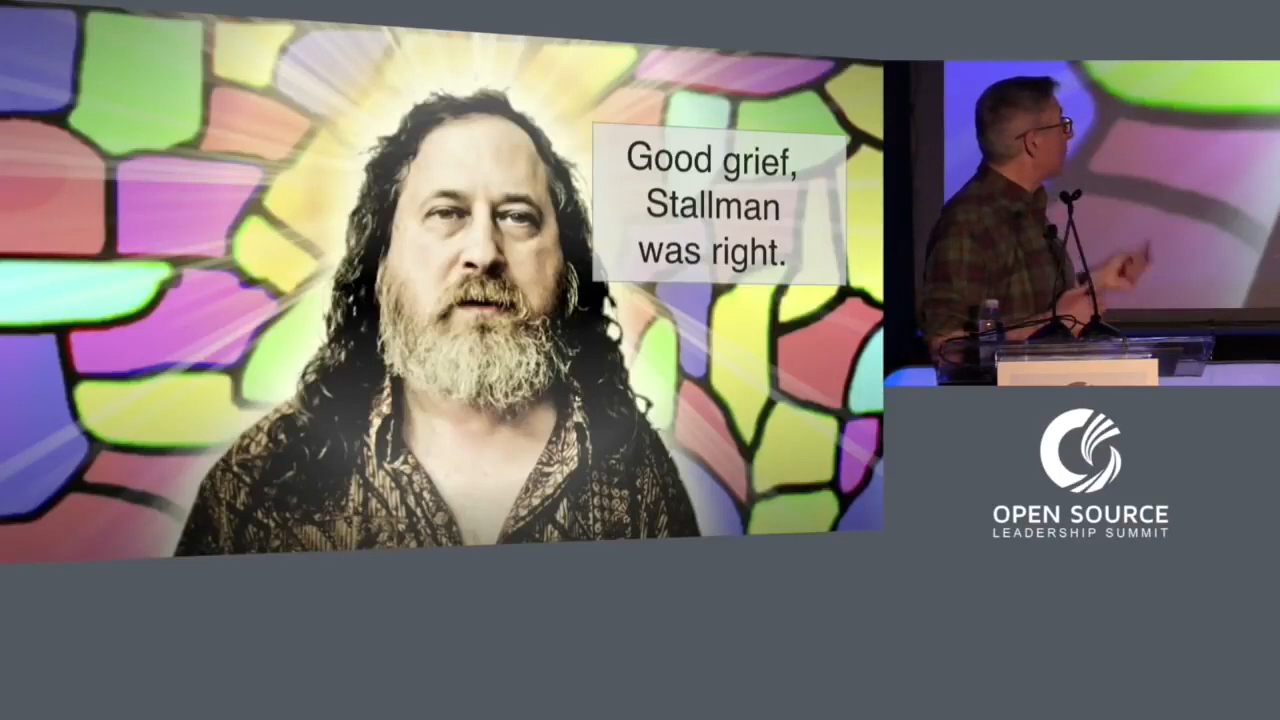 Good grief,
Stallman
was right.
OPEN SOURCE
LEADERSHIP SUMMIT